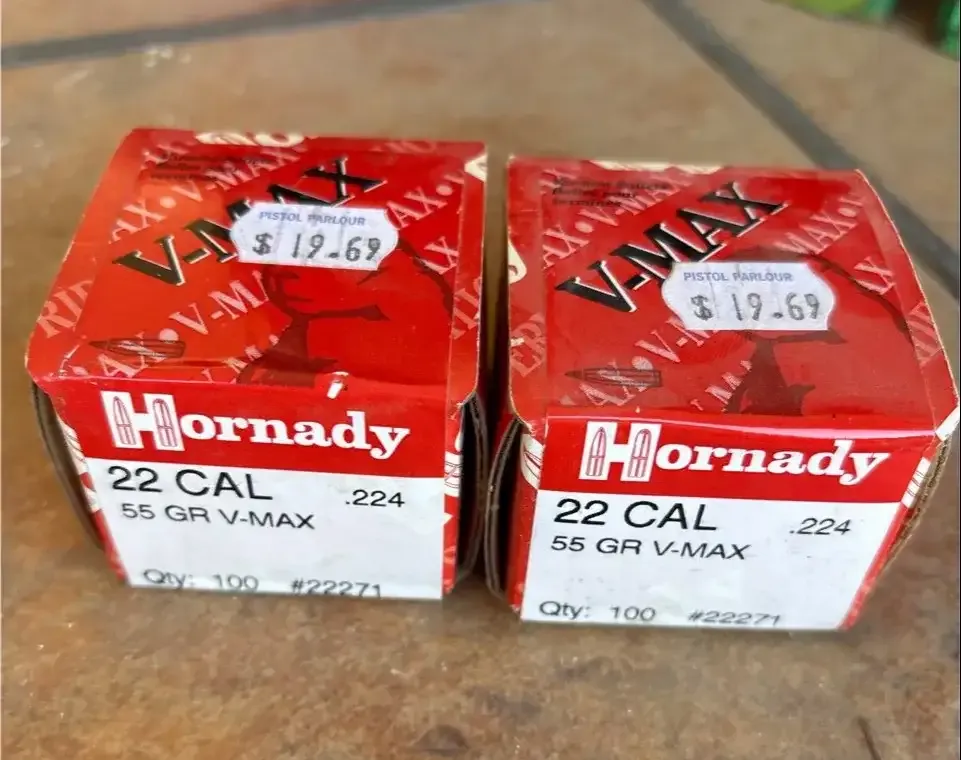 V-MAX
PISTOL PARLOUR
$ 19.69
Hornady
22 CAL .224
55 GR V-MAX
Qty: 100 #22271
V-MAX
PISTOL PARLOUR
$ 19.69
Hornady
22 CAL .224
55 GR V-MAX
Qty: 100 #22271